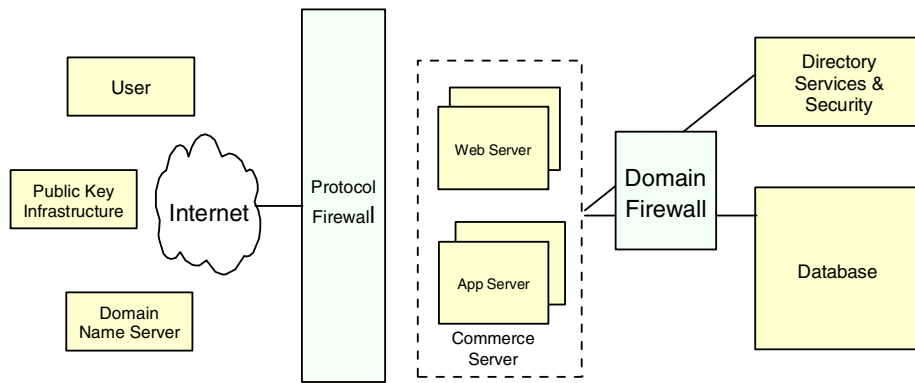 User
Public Key
Infrastructure
Domain
Name Server
Internet
Protocol
Firewall
Web Server
App Server
Commerce
Server
Domain
Firewall
Directory
Services &
Security
Database